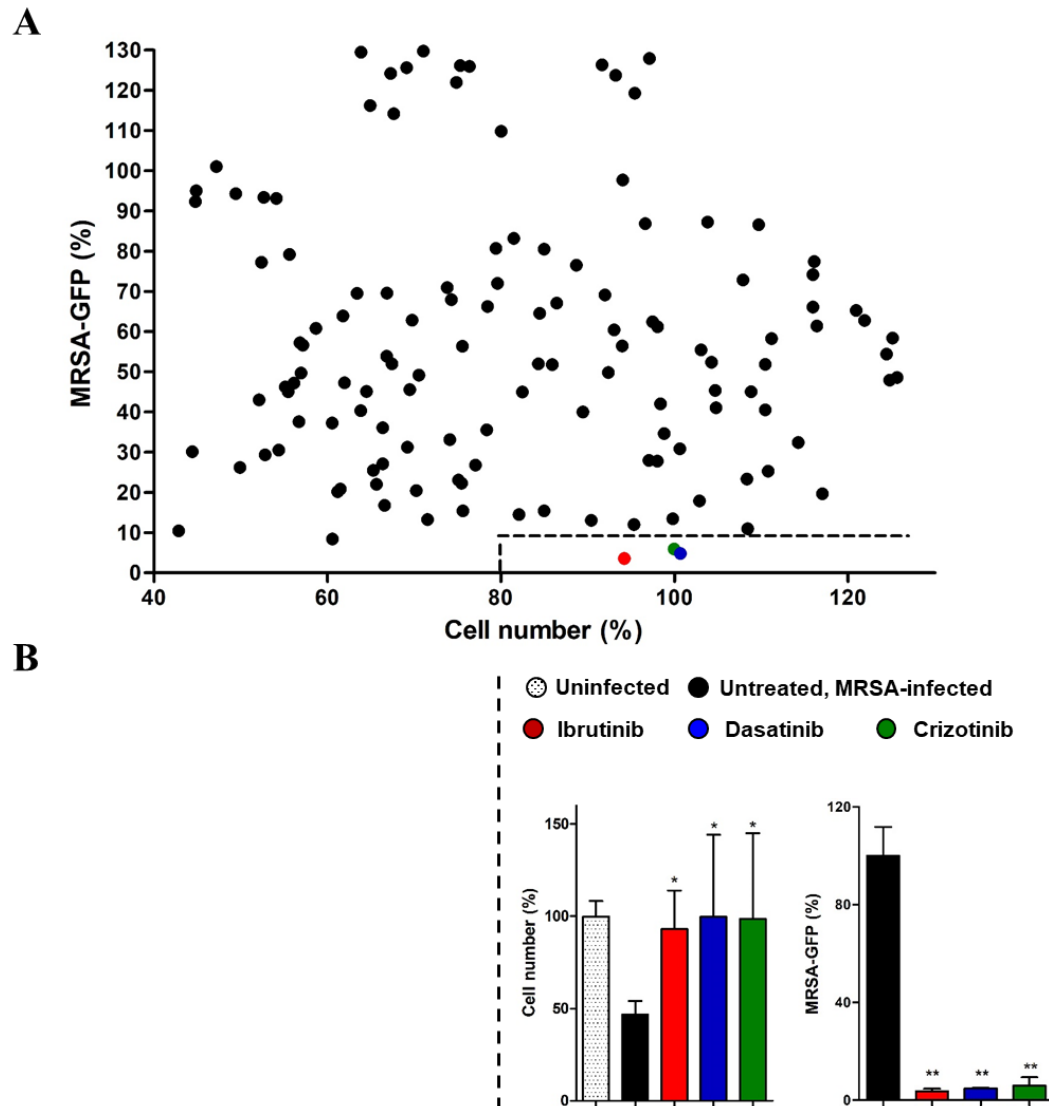 A
MRSA-GFP (%)
130
120
110
100
90
80
70
60
50
40
30
20
10
0
40 60 80 100 120
Cell number (%)
B
Uninfected Untreated, MRSA-infected
Ibrutinib Dasatinib Crizotinib
Cell number (%)
150
100
50
0
* * *
MRSA-GFP (%)
120
80
40
0
** ** **